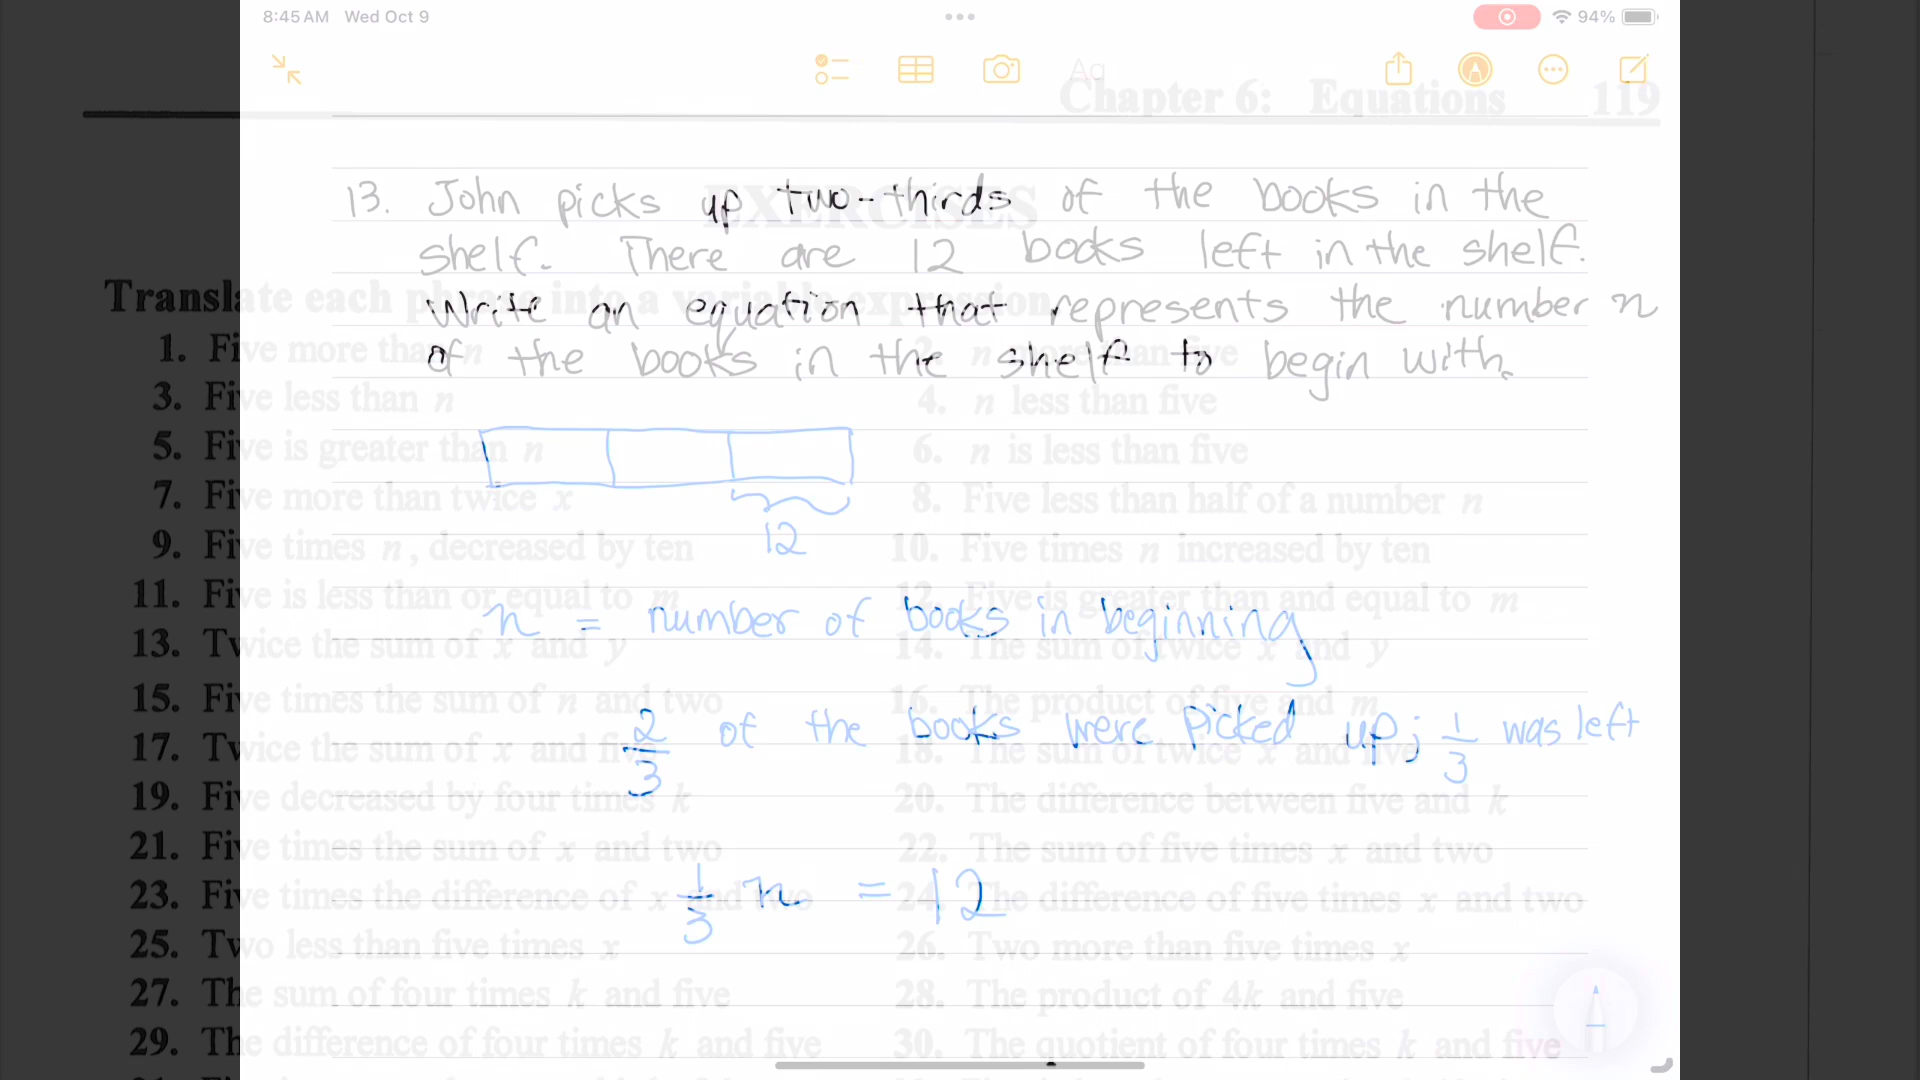 8:45 AM Wed Oct 9
94%
Aa
Chapter 6: Equations 119
13. John picks up two-thirds of the books in the
shelf. There are 12 books left in the shelf.
Write an equation that represents the number n
of the books in the shelf to begin with.
12
n = number of books in beginning
2/3 of the books were picked up; 1/3 was left
1/3 n = 12
EXERCISES
Translate each phrase into a variable expression
1. Five more than n
2. n more than five
3. Five less than n
4. n less than five
5. Five is greater than n
6. n is less than five
7. Five more than twice x
8. Five less than half of a number n
9. Five times n, decreased by ten
10. Five times n increased by ten
11. Five is less than or equal to m
12. Five is greater than and equal to m
13. Twice the sum of x and y
14. The sum of twice x and y
15. Five times the sum of n and two
16. The product of five and m
17. Twice the sum of x and five
18. The sum of twice x and five
19. Five decreased by four times k
20. The difference between five and k
21. Five times the sum of x and two
22. The sum of five times x and two
23. Five times the difference of x and two
24. The difference of five times x and two
25. Two less than five times x
26. Two more than five times x
27. The sum of four times k and five
28. The product of 4k and five
29. The difference of four times k and five
30. The quotient of four times k and five